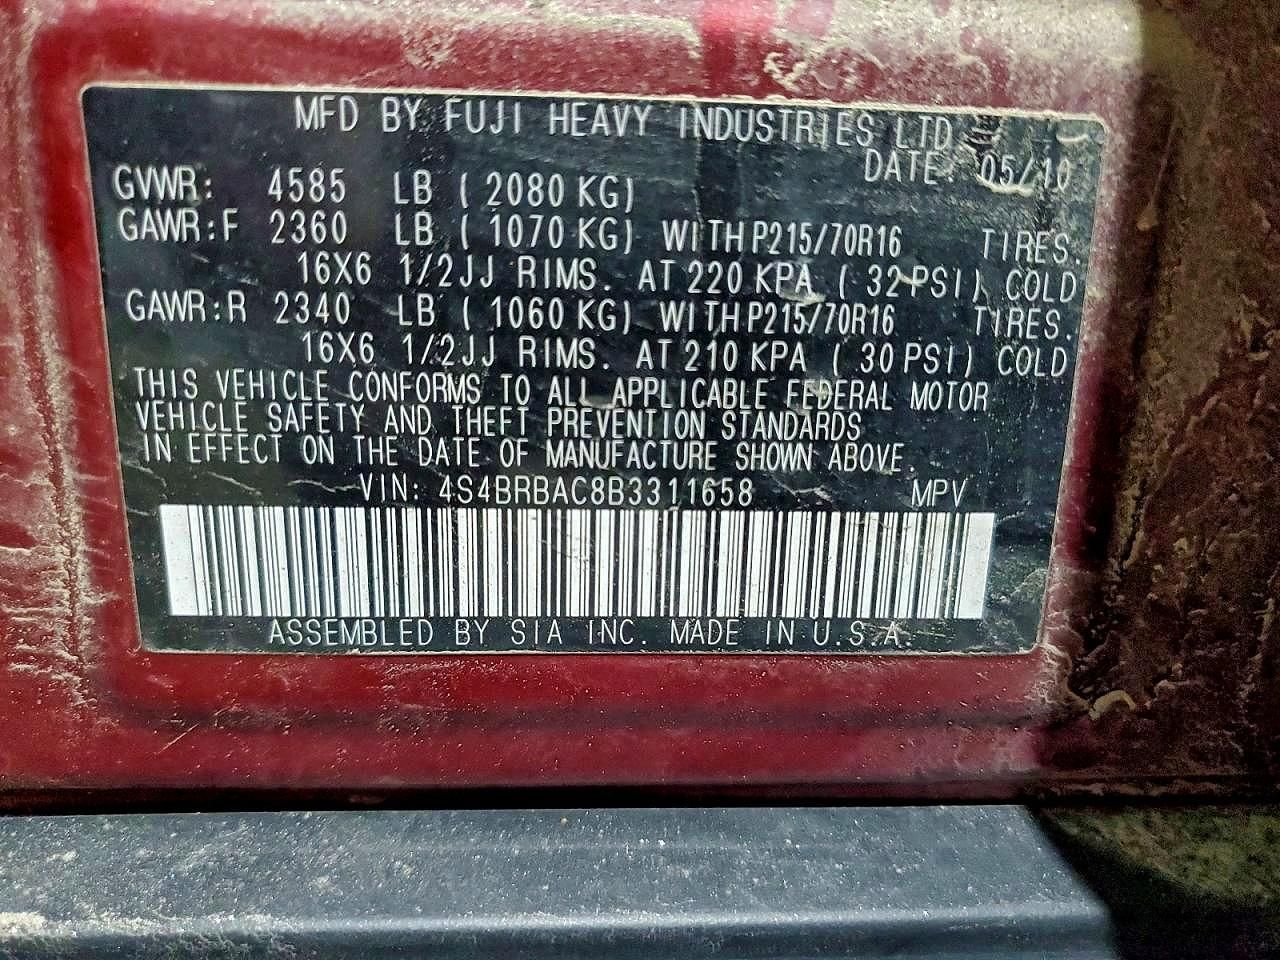 MFD BY FUJI HEAVY INDUSTRIES LTD.
DATE: 05/10
GVWR: 4585 LB ( 2080 KG)
GAWR:F 2360 LB ( 1070 KG) WITH P215/70R16 TIRES.
16X6 1/2JJ RIMS. AT 220 KPA ( 32 PSI) COLD
GAWR:R 2340 LB ( 1060 KG) WITH P215/70R16 TIRES.
16X6 1/2JJ RIMS. AT 210 KPA ( 30 PSI) COLD
THIS VEHICLE CONFORMS TO ALL APPLICABLE FEDERAL MOTOR
VEHICLE SAFETY AND THEFT PREVENTION STANDARDS
IN EFFECT ON THE DATE OF MANUFACTURE SHOWN ABOVE.
VIN: 4S4BRBAC8B3311658 MPV
ASSEMBLED BY SIA INC. MADE IN U.S.A.